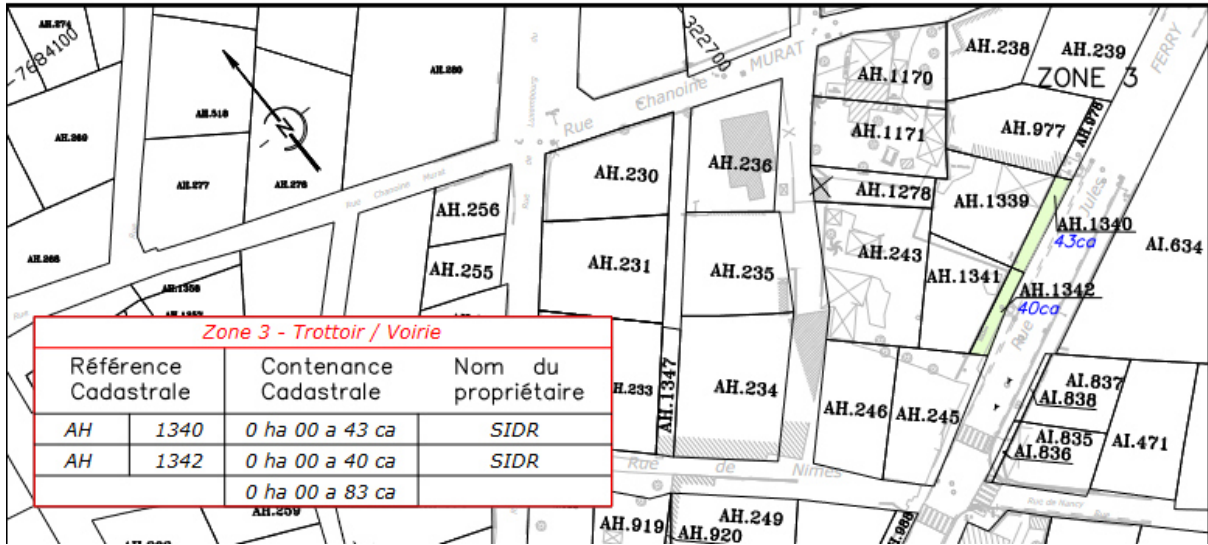 AH.274
-7684100
322700
AH.238
AH.239
FERRY
MURAT
AH.280
AH.1170
ZONE 3
Chanoine
Rue
AH.518
AH.269
N
AH.1171
AH.977
AH.978
AH.236
AH.230
AH.277
AH.276
AH.1278
Rue Chanoine Murat
AH.256
AH.1339
Jules
AH.1340
43ca
AI.634
AH.231
AH.235
AH.243
AH.255
AH.1341
AH.1342
40ca
Rue
Rue
Zone 3 - Trottoir / Voirie
Référence Cadastrale
Contenance Cadastrale
Nom du propriétaire
AH 1340 0 ha 00 a 43 ca SIDR
AH 1342 0 ha 00 a 40 ca SIDR
0 ha 00 a 83 ca
AH.233
AH.1347
AH.234
AH.246
AH.245
AI.837
AI.838
AI.835
AI.836
AI.471
Rue de Nimes
Rue de Nancy
Rue
AH.259
AH.919
AH.249
AH.920
AH.988